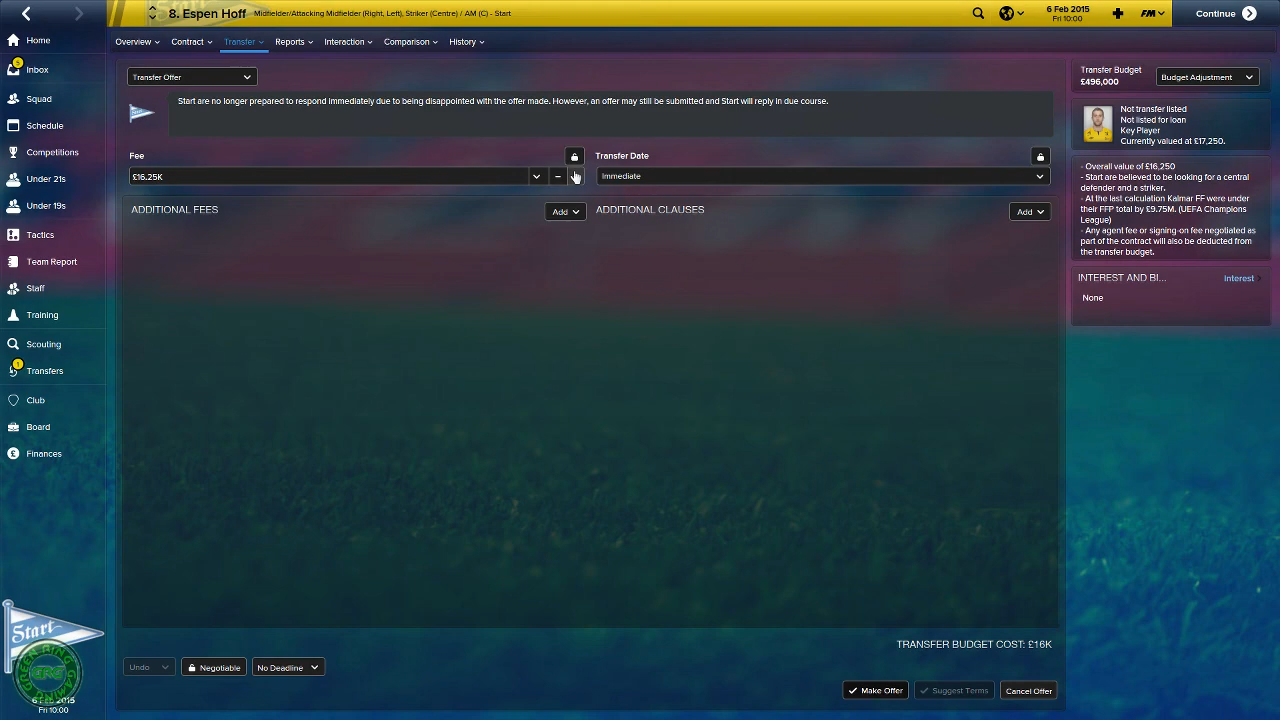 8. Espen Hoff
Midfielder/Attacking Midfielder (Right, Left), Striker (Centre) / AM (C) - Start
6 Feb 2015
Fri 10:00
FM
Continue
Home
Overview
Contract
Transfer
Reports
Interaction
Comparison
History
5
Inbox
Squad
Schedule
Competitions
Under 21s
Under 19s
Tactics
Team Report
Staff
Training
Scouting
1
Transfers
Club
Board
Finances
Transfer Offer
Start are no longer prepared to respond immediately due to being disappointed with the offer made. However, an offer may still be submitted and Start will reply in due course.
Fee
£16.25K
Transfer Date
Immediate
ADDITIONAL FEES
Add
ADDITIONAL CLAUSES
Add
Transfer Budget
£496,000
Budget Adjustment
Not transfer listed
Not listed for loan
Key Player
Currently valued at £17,250.
- Overall value of £16,250
- Start are believed to be looking for a central
defender and a striker.
- At the last calculation Kalmar FF were under
their FFP total by £9.75M. (UEFA Champions
League)
- Any agent fee or signing-on fee negotiated as
part of the contract will also be deducted from
the transfer budget.
INTEREST AND BI...
Interest
None
TRANSFER BUDGET COST: £16K
Undo
Negotiable
No Deadline
Make Offer
Suggest Terms
Cancel Offer
Start
6 FEB 2015
Fri 10:00